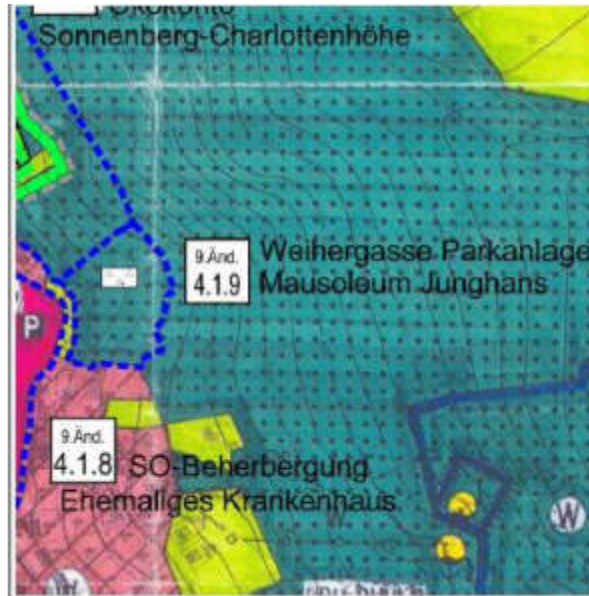 Ökokonto
Sonnenberg-Charlottenhöhe
9.Änd.
4.1.9
Weihergasse Parkanlage
Mausoleum Junghans
P
9.Änd.
4.1.8
SO-Beherbergung
Ehemaliges Krankenhaus
W